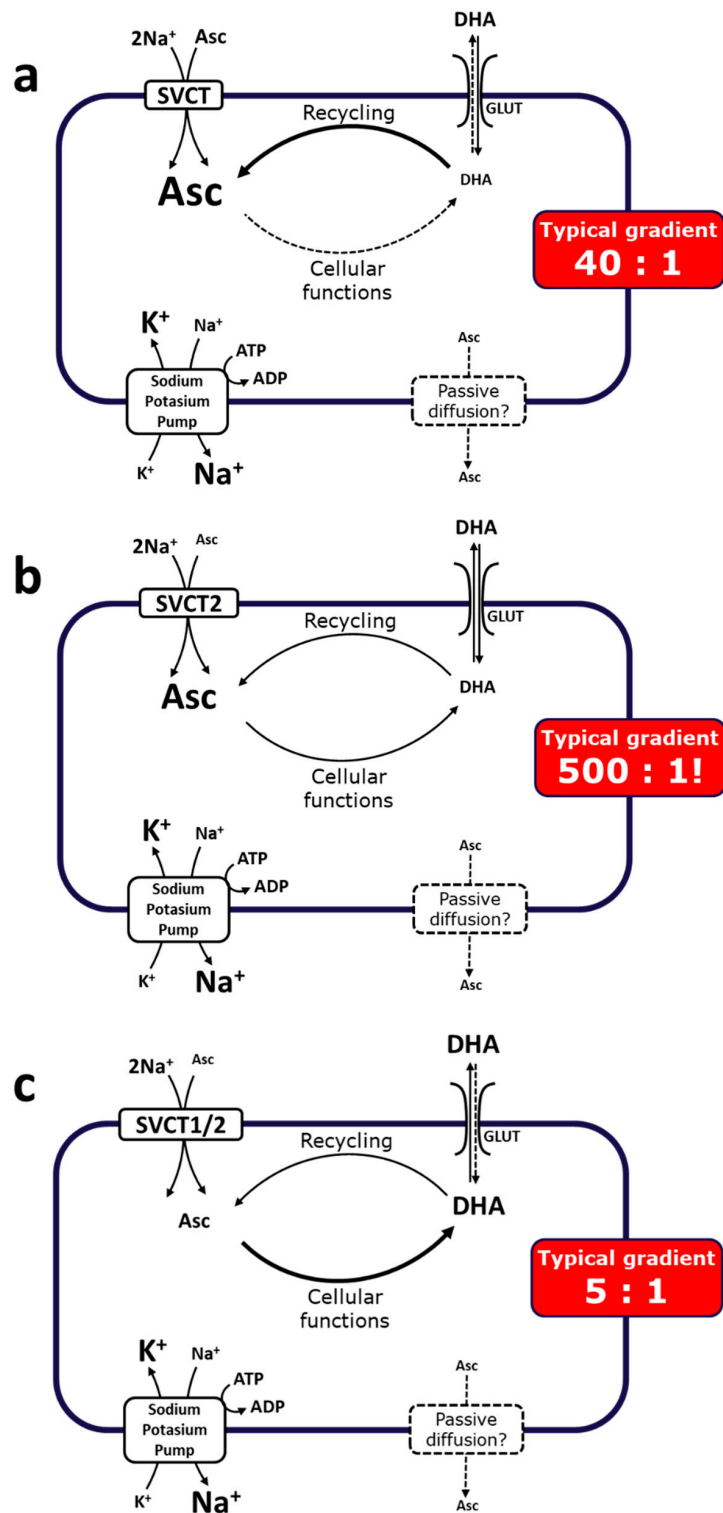 a
2Na⁺ Asc
SVCT
Asc
Recycling
DHA
GLUT
DHA
Cellular
functions
Typical gradient
40 : 1
K⁺ Na⁺
ATP
ADP
Sodium
Potasium
Pump
K⁺ Na⁺
Asc
Passive
diffusion?
Asc
b
2Na⁺ Asc
SVCT2
Asc
Recycling
DHA
GLUT
DHA
Cellular
functions
Typical gradient
500 : 1!
K⁺ Na⁺
ATP
ADP
Sodium
Potasium
Pump
K⁺ Na⁺
Asc
Passive
diffusion?
Asc
c
2Na⁺ Asc
SVCT1/2
Asc
Recycling
DHA
GLUT
DHA
Cellular
functions
Typical gradient
5 : 1
K⁺ Na⁺
ATP
ADP
Sodium
Potasium
Pump
K⁺ Na⁺
Asc
Passive
diffusion?
Asc